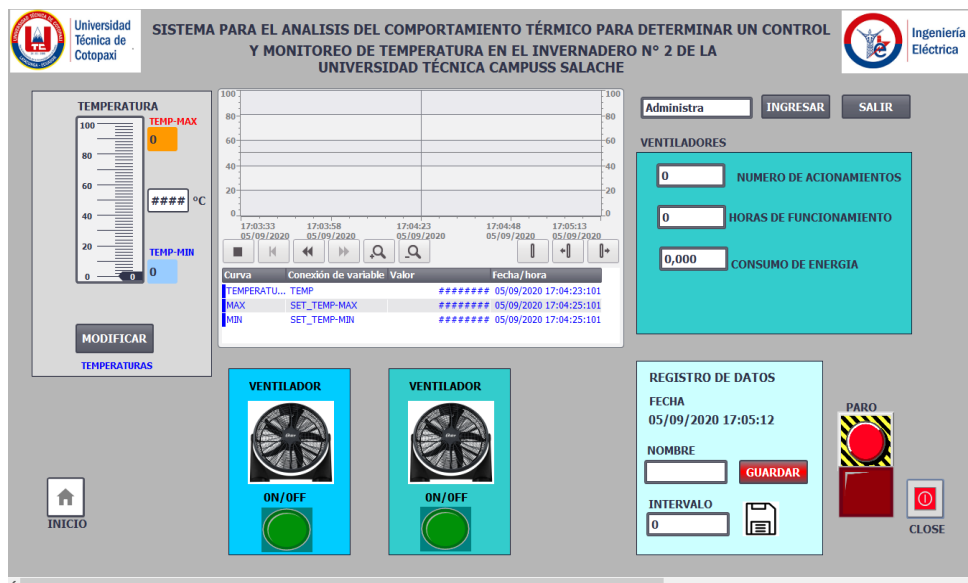 Universidad
Técnica de
Cotopaxi
SISTEMA PARA EL ANALISIS DEL COMPORTAMIENTO TÉRMICO PARA DETERMINAR UN CONTROL
Y MONITOREO DE TEMPERATURA EN EL INVERNADERO N° 2 DE LA
UNIVERSIDAD TÉCNICA CAMPUSS SALACHE
Ingeniería
Eléctrica
TEMPERATURA
TEMP-MAX
0
100
80
60
40
20
0
0
#### °C
TEMP-MIN
0
MODIFICAR
TEMPERATURAS
100
80
60
40
20
0
100
80
60
40
20
0
17:03:33 17:03:58 17:04:23 17:04:48 17:05:13
05/09/2020 05/09/2020 05/09/2020 05/09/2020 05/09/2020
Curva Conexión de variable Valor Fecha/hora
TEMPERATU... TEMP ######## 05/09/2020 17:04:23:101
MAX SET_TEMP-MAX ######## 05/09/2020 17:04:25:101
MIN SET_TEMP-MIN ######## 05/09/2020 17:04:25:101
Administra INGRESAR SALIR
VENTILADORES
0 NUMERO DE ACIONAMIENTOS
0 HORAS DE FUNCIONAMIENTO
0,000 CONSUMO DE ENERGIA
VENTILADOR
ON/OFF
VENTILADOR
ON/OFF
REGISTRO DE DATOS
FECHA
05/09/2020 17:05:12
NOMBRE
GUARDAR
INTERVALO
0
PARO
INICIO
CLOSE